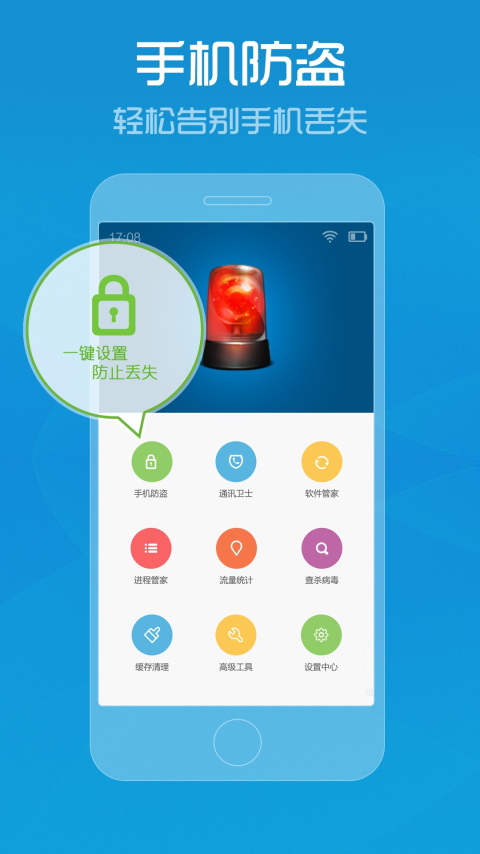 手机防盗
轻松告别手机丢失
17:08
一键设置
防止丢失
手机防盗
通讯卫士
软件管家
进程管家
流量统计
查杀病毒
缓存清理
高级工具
设置中心